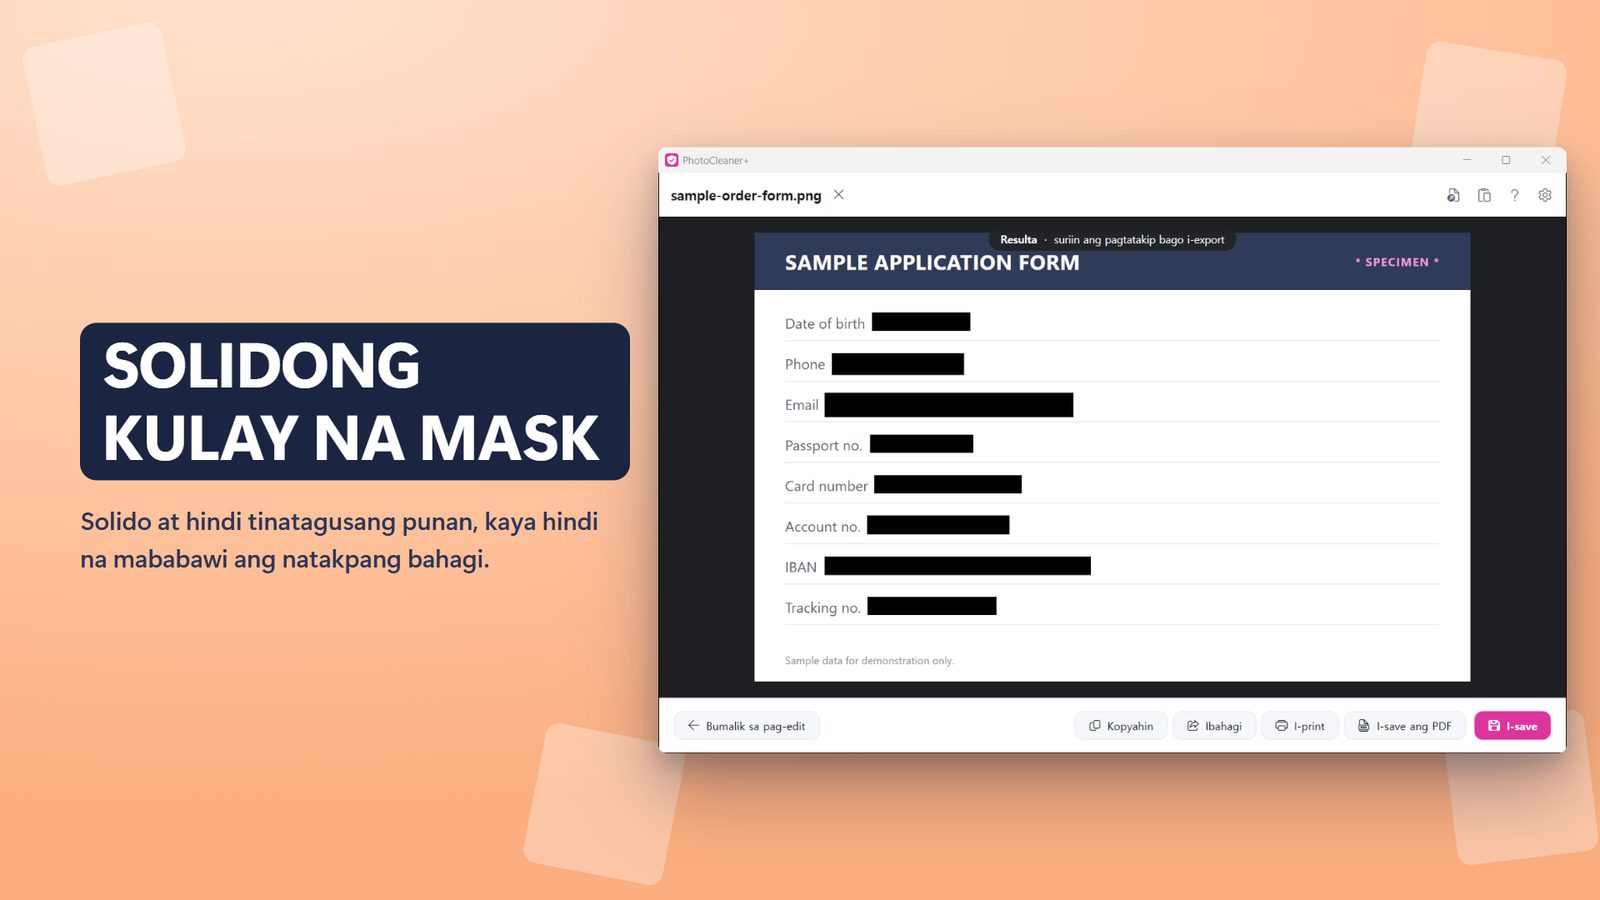 SOLIDONG
KULAY NA MASK
Solido at hindi tinatagusang punan, kaya hindi
na mababawi ang natakpang bahagi.
PhotoCleaner+
sample-order-form.png
Resulta · suriin ang pagtatakip bago i-export
SAMPLE APPLICATION FORM
* SPECIMEN *
Date of birth
Phone
Email
Passport no.
Card number
Account no.
IBAN
Tracking no.
Sample data for demonstration only.
Bumalik sa pag-edit
Kopyahin
Ibahagi
I-print
I-save ang PDF
I-save